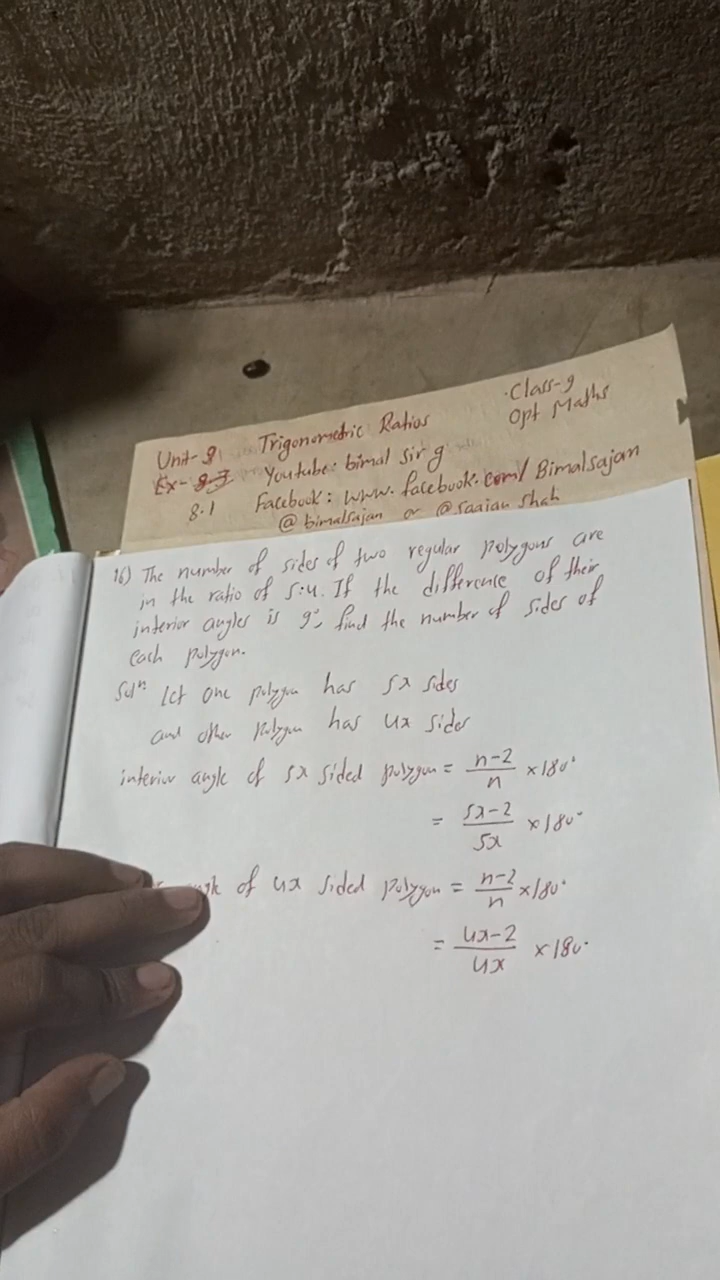 Unit-9 Trigonometric Ratios
Class-9
Opt Maths
Ex-
8.1
Youtube: bimal sir g
Facebook: www.facebook.com/Bimalsajan
@bimalsajan or @sajan shah
16) The number of sides of two regular polygons are
in the ratio of 5:4. If the difference of their
interior angles is 9°, find the number of sides of
each polygon.
Solⁿ Let one polygon has 5x sides
and other polygon has 4x sides
interior angle of 5x sided polygon = n-2/n ×180°
= 5x-2/5x ×180°
angle of 4x sided polygon = n-2/n ×180°
= 4x-2/4x ×180°